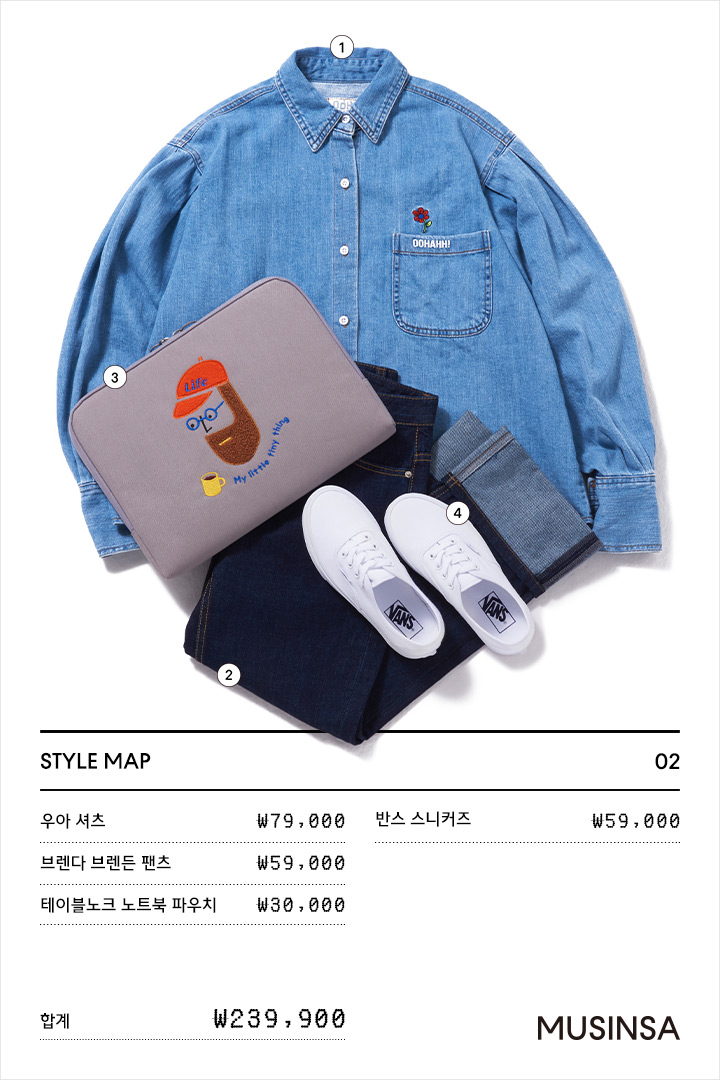 1
OOHAHH!
3
Life
My little tiny thing
4
VANS
VANS
2
STYLE MAP 02
우아 셔츠 ₩79,000
브렌다 브렌든 팬츠 ₩59,000
테이블노크 노트북 파우치 ₩30,000
반스 스니커즈 ₩59,000
합계 ₩239,900
MUSINSA